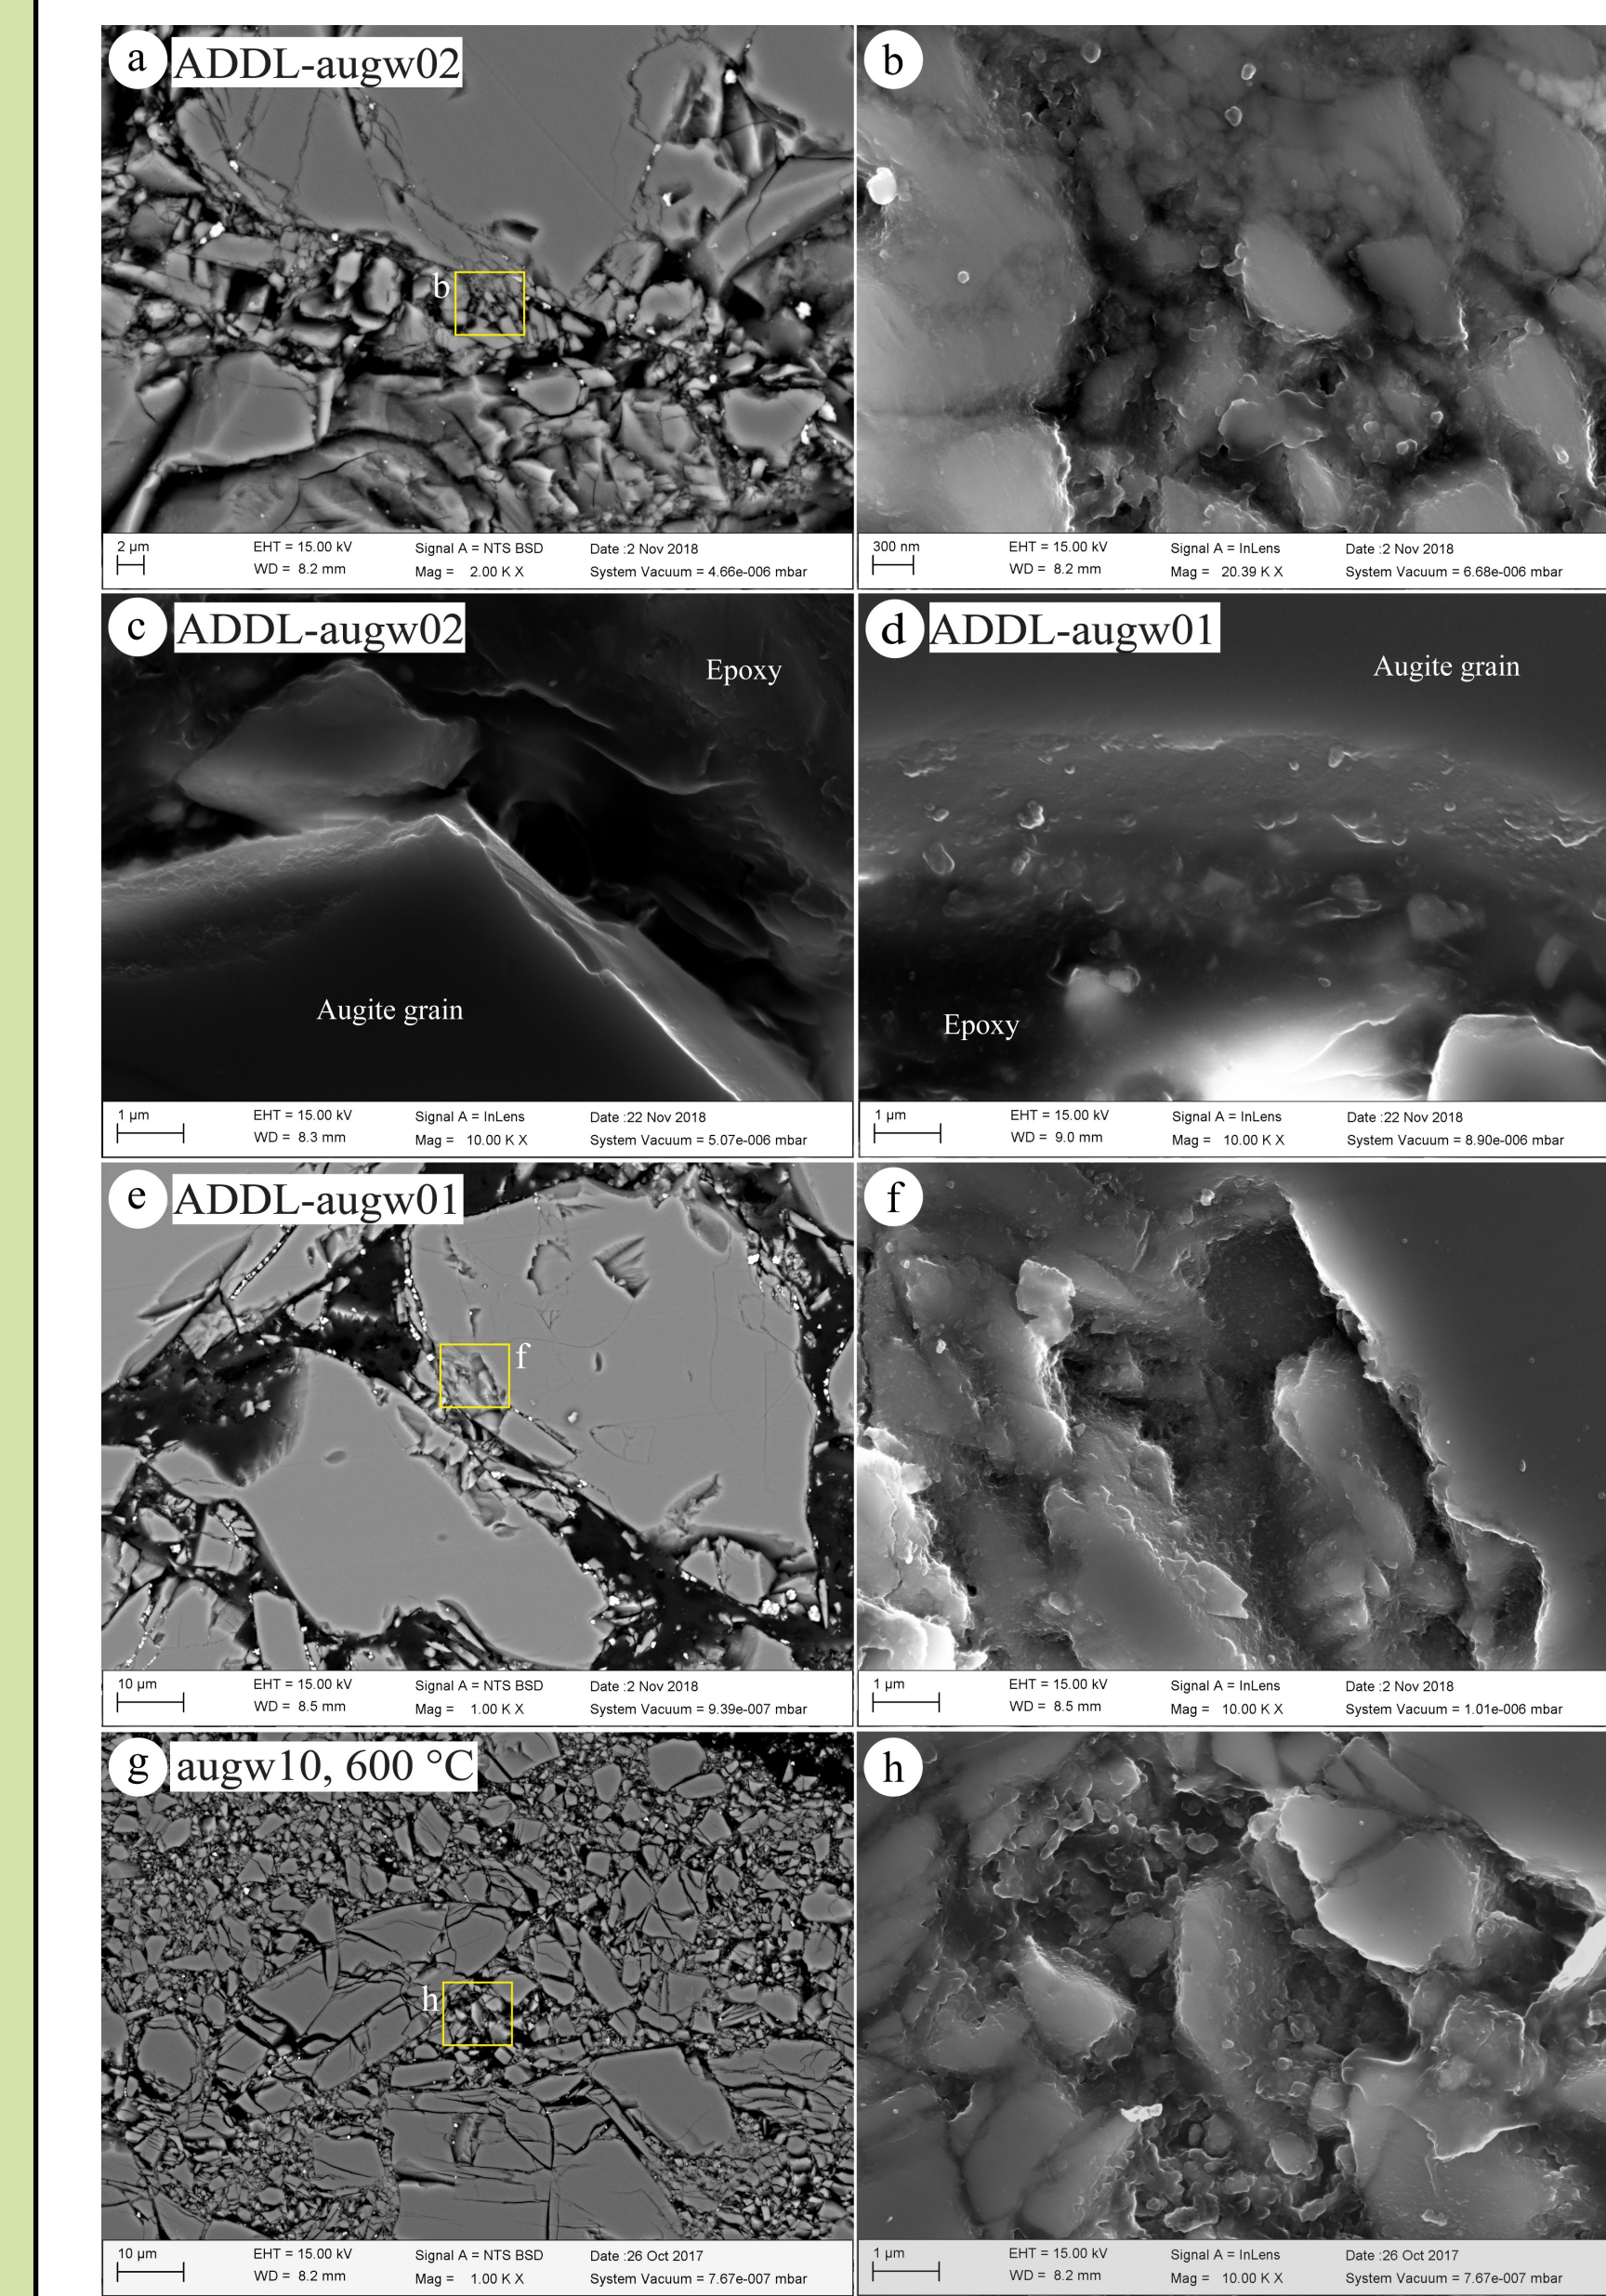 a ADDL-augw02
b
b
2 µm EHT = 15.00 kV Signal A = NTS BSD Date :2 Nov 2018
WD = 8.2 mm Mag = 2.00 K X System Vacuum = 4.66e-006 mbar
300 nm EHT = 15.00 kV Signal A = InLens Date :2 Nov 2018
WD = 8.2 mm Mag = 20.39 K X System Vacuum = 6.68e-006 mbar
c ADDL-augw02
Epoxy
Augite grain
d ADDL-augw01
Augite grain
Epoxy
1 µm EHT = 15.00 kV Signal A = InLens Date :22 Nov 2018
WD = 8.3 mm Mag = 10.00 K X System Vacuum = 5.07e-006 mbar
1 µm EHT = 15.00 kV Signal A = InLens Date :22 Nov 2018
WD = 9.0 mm Mag = 10.00 K X System Vacuum = 8.90e-006 mbar
e ADDL-augw01
f
f
10 µm EHT = 15.00 kV Signal A = NTS BSD Date :2 Nov 2018
WD = 8.5 mm Mag = 1.00 K X System Vacuum = 9.39e-007 mbar
1 µm EHT = 15.00 kV Signal A = InLens Date :2 Nov 2018
WD = 8.5 mm Mag = 10.00 K X System Vacuum = 1.01e-006 mbar
g augw10, 600 °C
h
h
10 µm EHT = 15.00 kV Signal A = NTS BSD Date :26 Oct 2017
WD = 8.2 mm Mag = 1.00 K X System Vacuum = 7.67e-007 mbar
1 µm EHT = 15.00 kV Signal A = InLens Date :26 Oct 2017
WD = 8.2 mm Mag = 10.00 K X System Vacuum = 7.67e-007 mbar